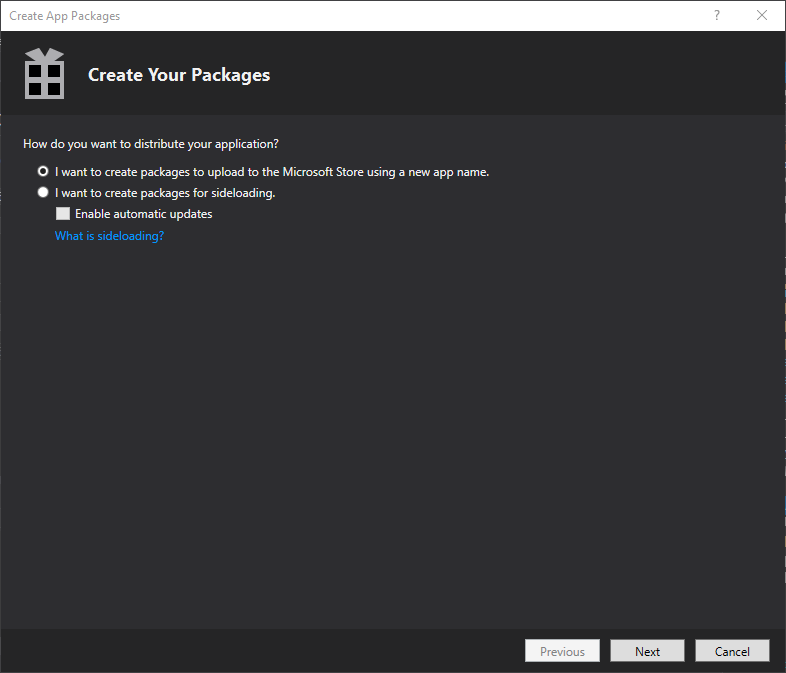 Create App Packages
?
Create Your Packages
How do you want to distribute your application?
I want to create packages to upload to the Microsoft Store using a new app name.
I want to create packages for sideloading.
Enable automatic updates
What is sideloading?
Previous Next Cancel